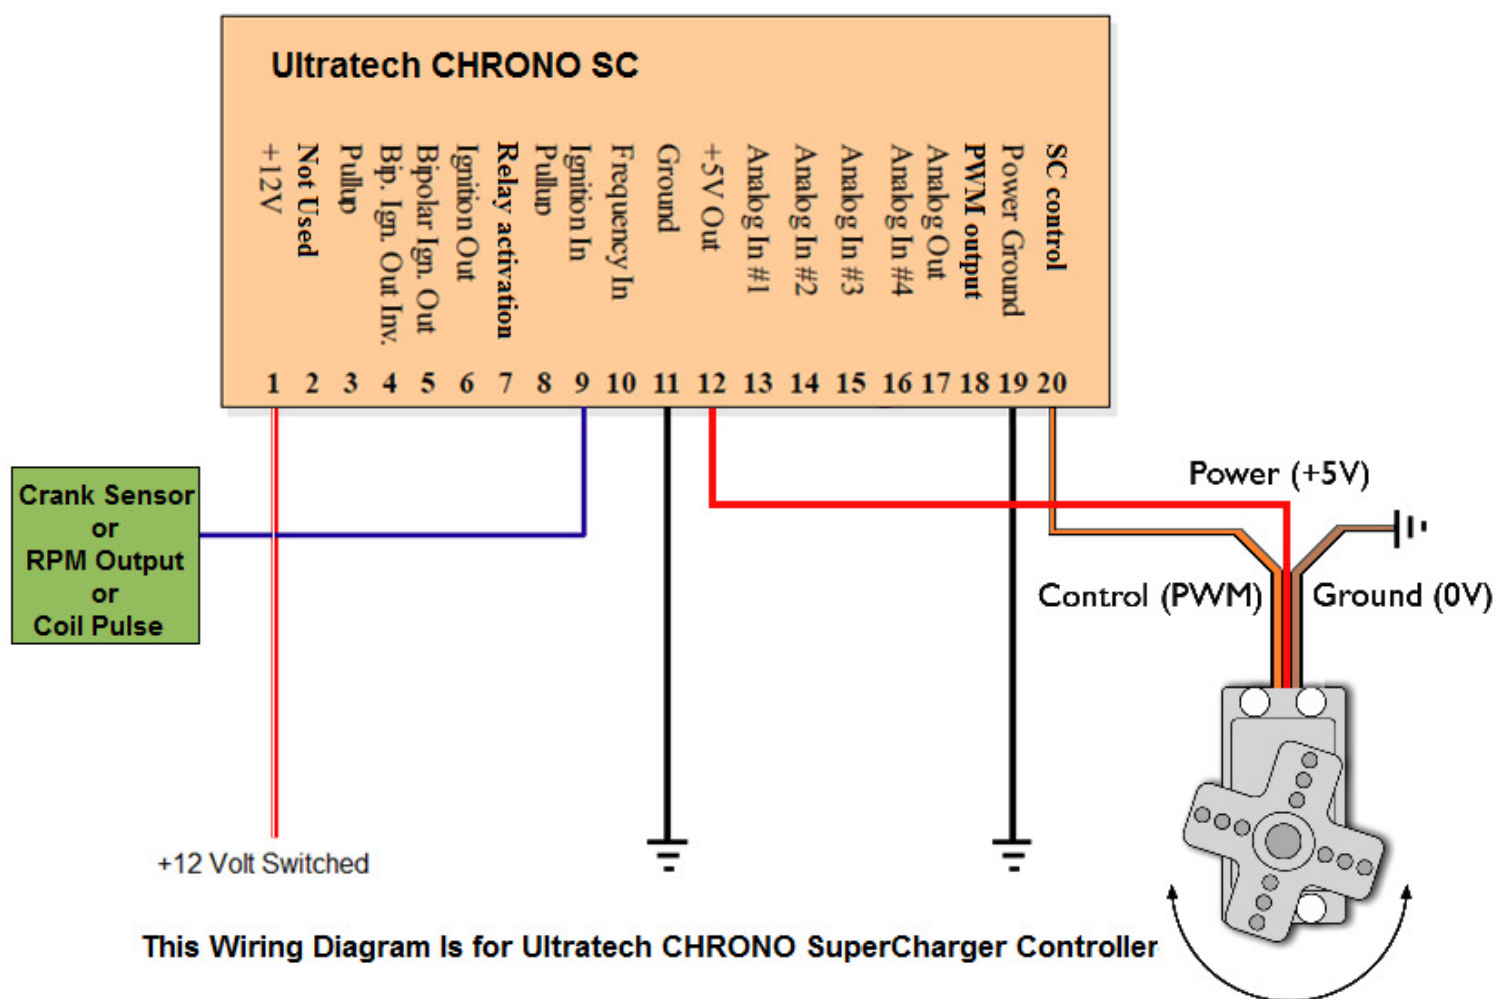 Ultratech CHRONO SC
+12V
Not Used
Pullup
Bip. Ign. Out Inv.
Bipolar Ign. Out
Ignition Out
Relay activation
Pullup
Ignition In
Frequency In
Ground
+5V Out
Analog In #1
Analog In #2
Analog In #3
Analog In #4
Analog Out
PWM output
Power Ground
SC control
1 2 3 4 5 6 7 8 9 10 11 12 13 14 15 16 17 18 19 20
Crank Sensor
or
RPM Output
or
Coil Pulse
Power (+5V)
Control (PWM)
Ground (0V)
+12 Volt Switched
This Wiring Diagram Is for Ultratech CHRONO SuperCharger Controller